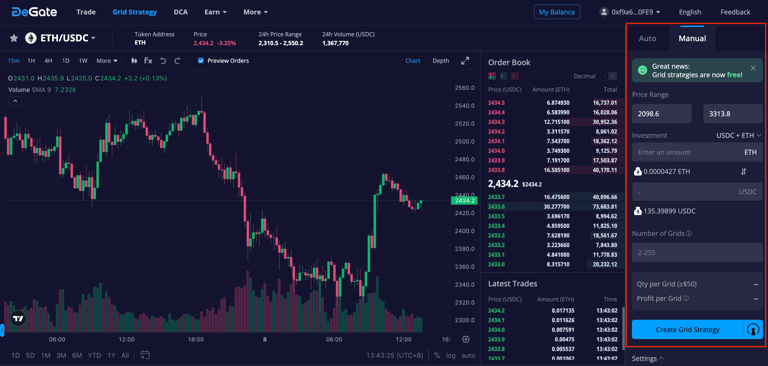 DeGate
Trade
Grid Strategy
DCA
Earn
More
My Balance
0xf9a6...0FE9
English
Feedback
ETH/USDC
Token Address
ETH
Price
2,434.2 -3.25%
24h Price Range
2,310.5 - 2,550.2
24h Volume (USDC)
1,367,770
15m 1H 4H 1D 1W More
Fx
Preview Orders
Chart
Depth
O2431.0 H2435.9 L2425.0 C2434.2 +3.2 (+0.13%)
Volume SMA 9 7.232K
2560.0
2540.0
2520.0
2500.0
2480.0
2460.0
2440.0
2434.2
2420.0
2400.0
2380.0
2360.0
2340.0
2320.0
2300.0
06:00 12:00 18:00 8 06:00 12:00 16:00
1D 5D 1M 3M 6M YTD 1Y All
13:43:25 (UTC+8)
% log auto
Order Book
Decimal
Price (USDC) Amount (ETH) Total
2434.5 6.874930 16,737.01
2434.4 6.583990 16,028.06
2434.3 12.715100 30,952.36
2434.2 3.311570 8,061.02
2434.1 7.543700 18,362.12
2434.0 3.749300 9,125.79
2433.9 7.191700 17,503.87
2433.8 16.505100 40,170.11
2,434.2 $2434.2
2433.7 16.475600 40,096.66
2433.6 30.277700 73,683.81
2433.5 3.696170 8,994.62
2433.4 4.859500 11,825.10
2433.3 7.628190 18,561.67
2433.2 3.223660 7,843.80
2433.1 4.841080 11,778.83
2433.0 8.315710 20,232.12
Latest Trades
Price (USDC) Amount (ETH) Time
2434.2 0.017135 13:43:02
2434.1 0.011626 13:43:02
2434.0 0.007591 13:43:02
2433.9 0.00475 13:43:02
2433.8 0.005537 13:43:02
Auto
Manual
Great news:
Grid strategies are now free!
Price Range
2098.6 - 3313.8
Investment
USDC + ETH
Enter an amount ETH
0.0000427 ETH
- USDC
135.39899 USDC
Number of Grids
2-255
Qty per Grid (≥$50) --
Profit per Grid --
Create Grid Strategy
Settings